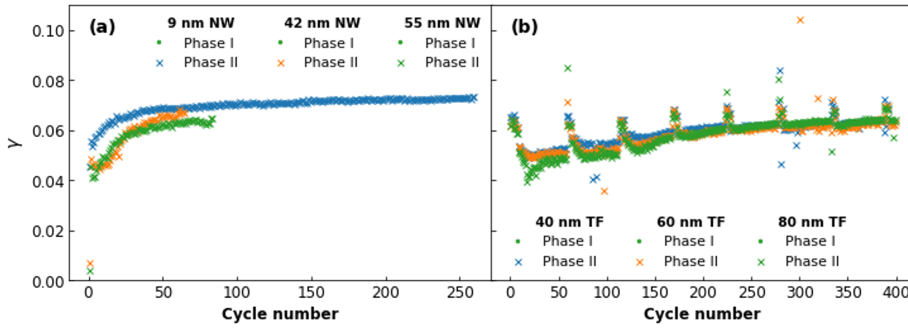 (a)
9 nm NW 42 nm NW 55 nm NW
Phase I Phase I Phase I
Phase II Phase II Phase II
γ
0.10
0.08
0.06
0.04
0.02
0.00
0 50 100 150 200 250
Cycle number
(b)
40 nm TF 60 nm TF 80 nm TF
Phase I Phase I Phase I
Phase II Phase II Phase II
0 50 100 150 200 250 300 350 400
Cycle number